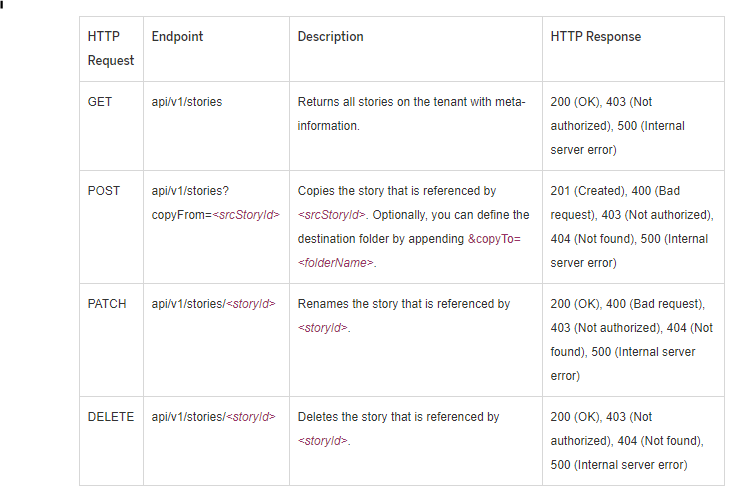 HTTP Request
Endpoint
Description
HTTP Response
GET
api/v1/stories
Returns all stories on the tenant with meta-
information.
200 (OK), 403 (Not
authorized), 500 (Internal
server error)
POST
api/v1/stories?
copyFrom=<srcStoryId>
Copies the story that is referenced by
<srcStoryId>. Optionally, you can define the
destination folder by appending &copyTo=
<folderName>.
201 (Created), 400 (Bad
request), 403 (Not authorized),
404 (Not found), 500 (Internal
server error)
PATCH
api/v1/stories/<storyId>
Renames the story that is referenced by
<storyId>.
200 (OK), 400 (Bad request),
403 (Not authorized), 404 (Not
found), 500 (Internal server
error)
DELETE
api/v1/stories/<storyId>
Deletes the story that is referenced by
<storyId>.
200 (OK), 403 (Not
authorized), 404 (Not found),
500 (Internal server error)